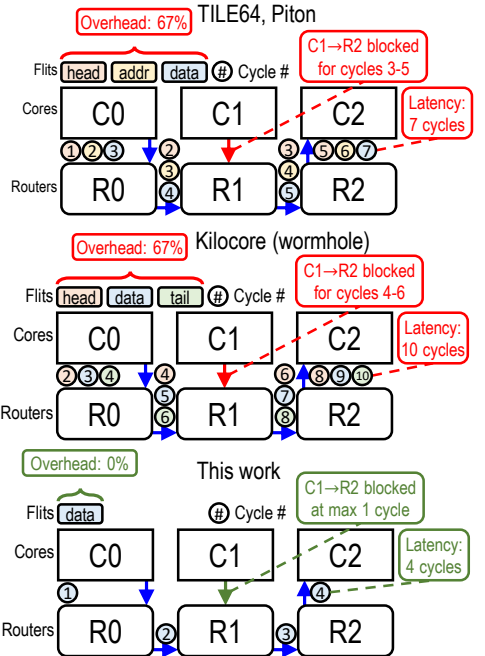 TILE64, Piton
Overhead: 67%
Flits head addr data # Cycle #
C1→R2 blocked
for cycles 3-5
Cores C0 C1 C2
Latency:
7 cycles
1 2 3 2 3 4 3 4 5 5 6 7
Routers R0 R1 R2
Kilocore (wormhole)
Overhead: 67%
Flits head data tail # Cycle #
C1→R2 blocked
for cycles 4-6
Cores C0 C1 C2
Latency:
10 cycles
2 3 4 4 5 6 6 7 8 8 9 10
Routers R0 R1 R2
This work
Overhead: 0%
Flits data # Cycle #
C1→R2 blocked
at max 1 cycle
Cores C0 C1 C2
Latency:
4 cycles
1 2 3 4
Routers R0 R1 R2